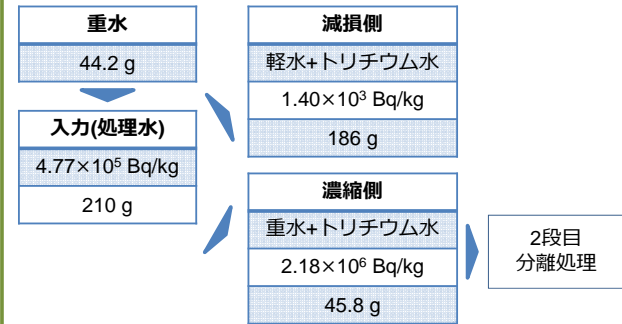 重水
44.2 g
入力(処理水)
4.77×10⁵ Bq/kg
210 g
減損側
軽水+トリチウム水
1.40×10³ Bq/kg
186 g
濃縮側
重水+トリチウム水
2.18×10⁶ Bq/kg
45.8 g
2段目
分離処理